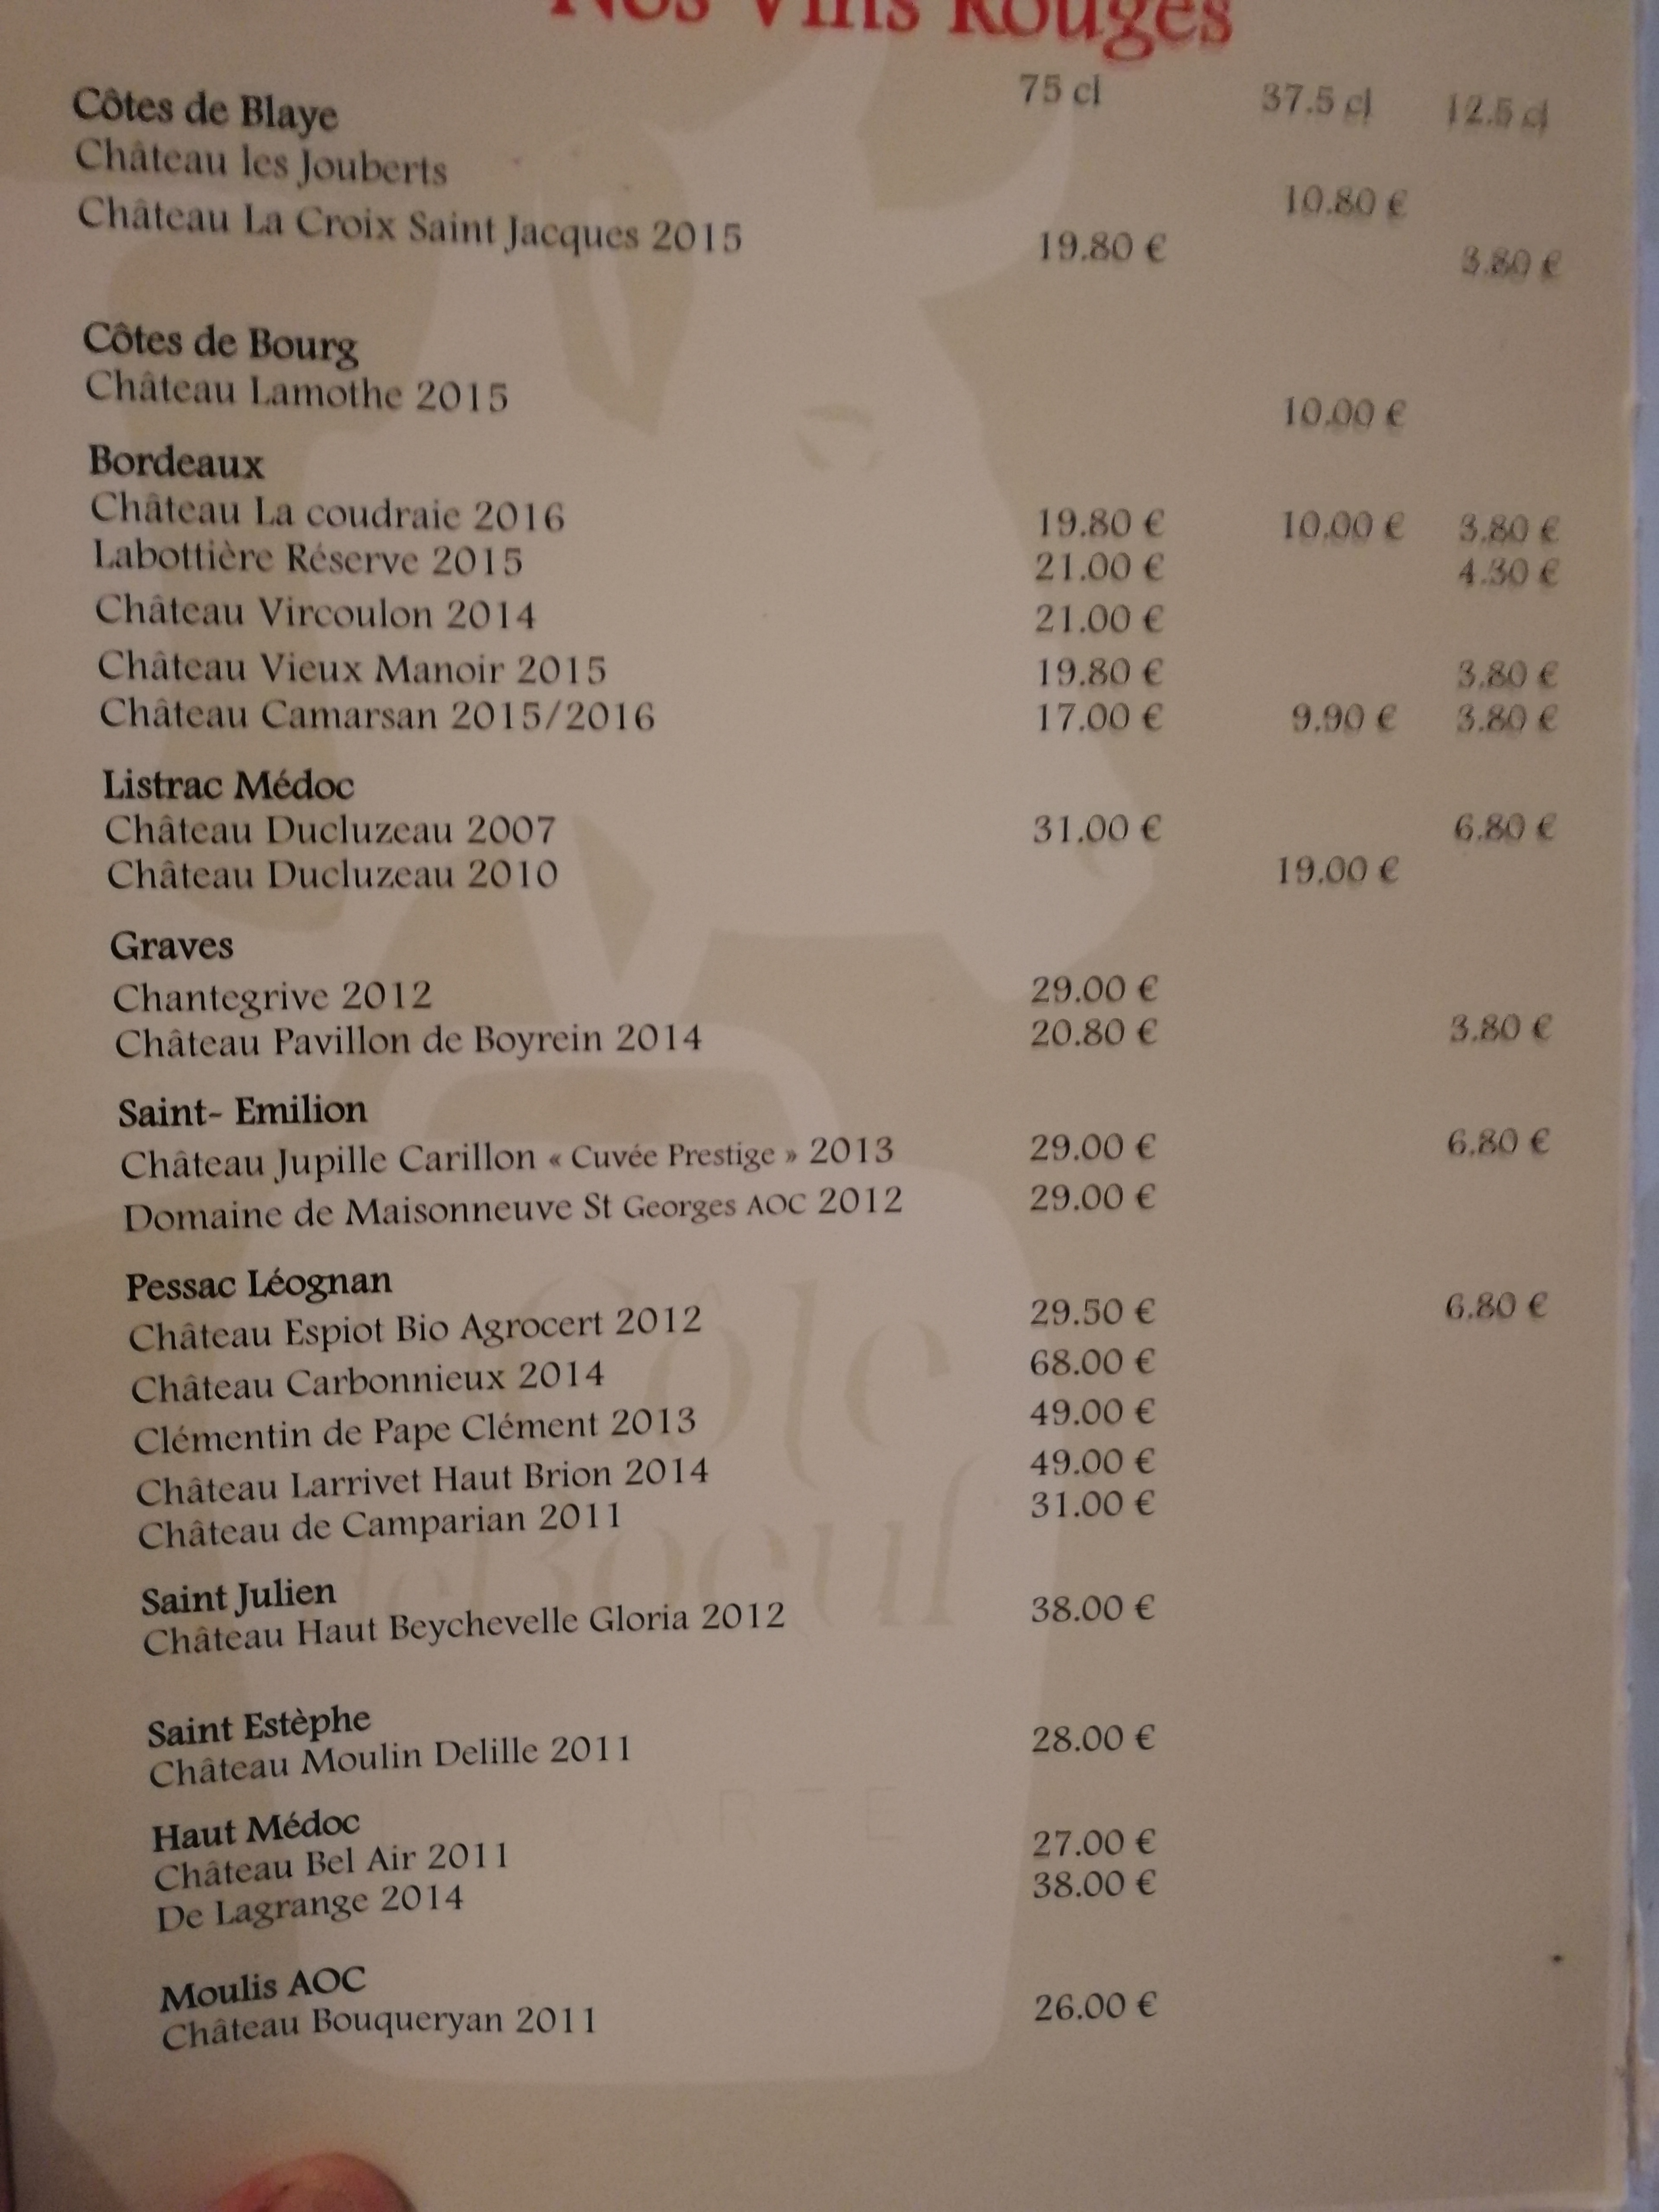 Nos Vins Rouges
75 cl 37.5 cl 12.5 cl
Côtes de Blaye
Château les Jouberts 10.80 €
Château La Croix Saint Jacques 2015 19.80 € 3.80 €
Côtes de Bourg
Château Lamothe 2015 10.00 €
Bordeaux
Château La coudraie 2016 19.80 € 10.00 € 3.80 €
Labottière Réserve 2015 21.00 € 4.30 €
Château Vircoulon 2014 21.00 €
Château Vieux Manoir 2015 19.80 € 3.80 €
Château Camarsan 2015/2016 17.00 € 9.90 € 3.80 €
Listrac Médoc
Château Ducluzeau 2007 31.00 € 6.80 €
Château Ducluzeau 2010 19.00 €
Graves
Chantegrive 2012 29.00 €
Château Pavillon de Boyrein 2014 20.80 € 3.80 €
Saint- Emilion
Château Jupille Carillon « Cuvée Prestige » 2013 29.00 € 6.80 €
Domaine de Maisonneuve St Georges AOC 2012 29.00 €
Pessac Léognan
Château Espiot Bio Agrocert 2012 29.50 € 6.80 €
Château Carbonnieux 2014 68.00 €
Clémentin de Pape Clément 2013 49.00 €
Château Larrivet Haut Brion 2014 49.00 €
Château de Camparian 2011 31.00 €
Saint Julien
Château Haut Beychevelle Gloria 2012 38.00 €
Saint Estèphe
Château Moulin Delille 2011 28.00 €
Haut Médoc
Château Bel Air 2011 27.00 €
De Lagrange 2014 38.00 €
Moulis AOC
Château Bouqueryan 2011 26.00 €
Côte
Boeuf